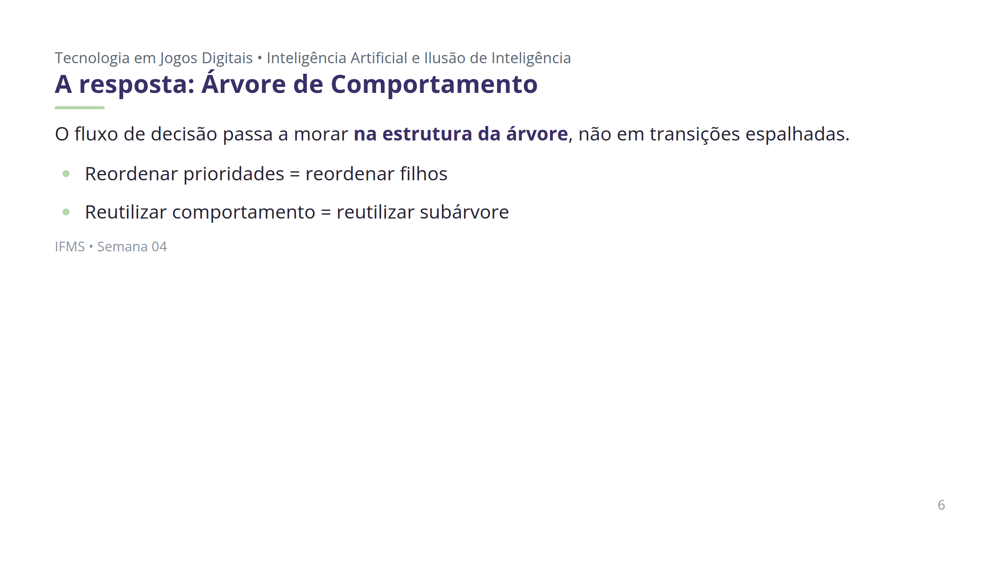 Tecnologia em Jogos Digitais • Inteligência Artificial e Ilusão de Inteligência
A resposta: Árvore de Comportamento
O fluxo de decisão passa a morar na estrutura da árvore, não em transições espalhadas.
• Reordenar prioridades = reordenar filhos
• Reutilizar comportamento = reutilizar subárvore
IFMS • Semana 04
6